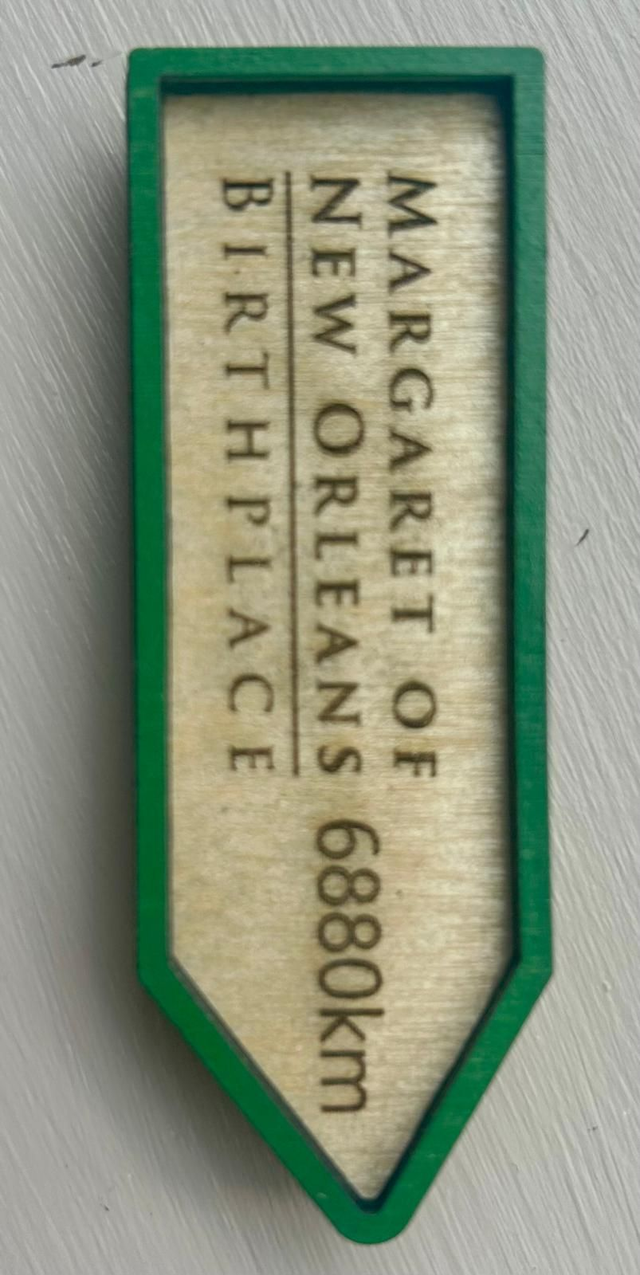 MARGARET OF
NEW ORLEANS
BIRTHPLACE
6880km